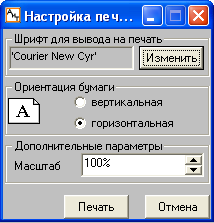 Настройка печ...
Шрифт для вывода на печать
'Courier New Cyr'
Изменить
Ориентация бумаги
A
вертикальная
горизонтальная
Дополнительные параметры
Масштаб 100%
Печать Отмена